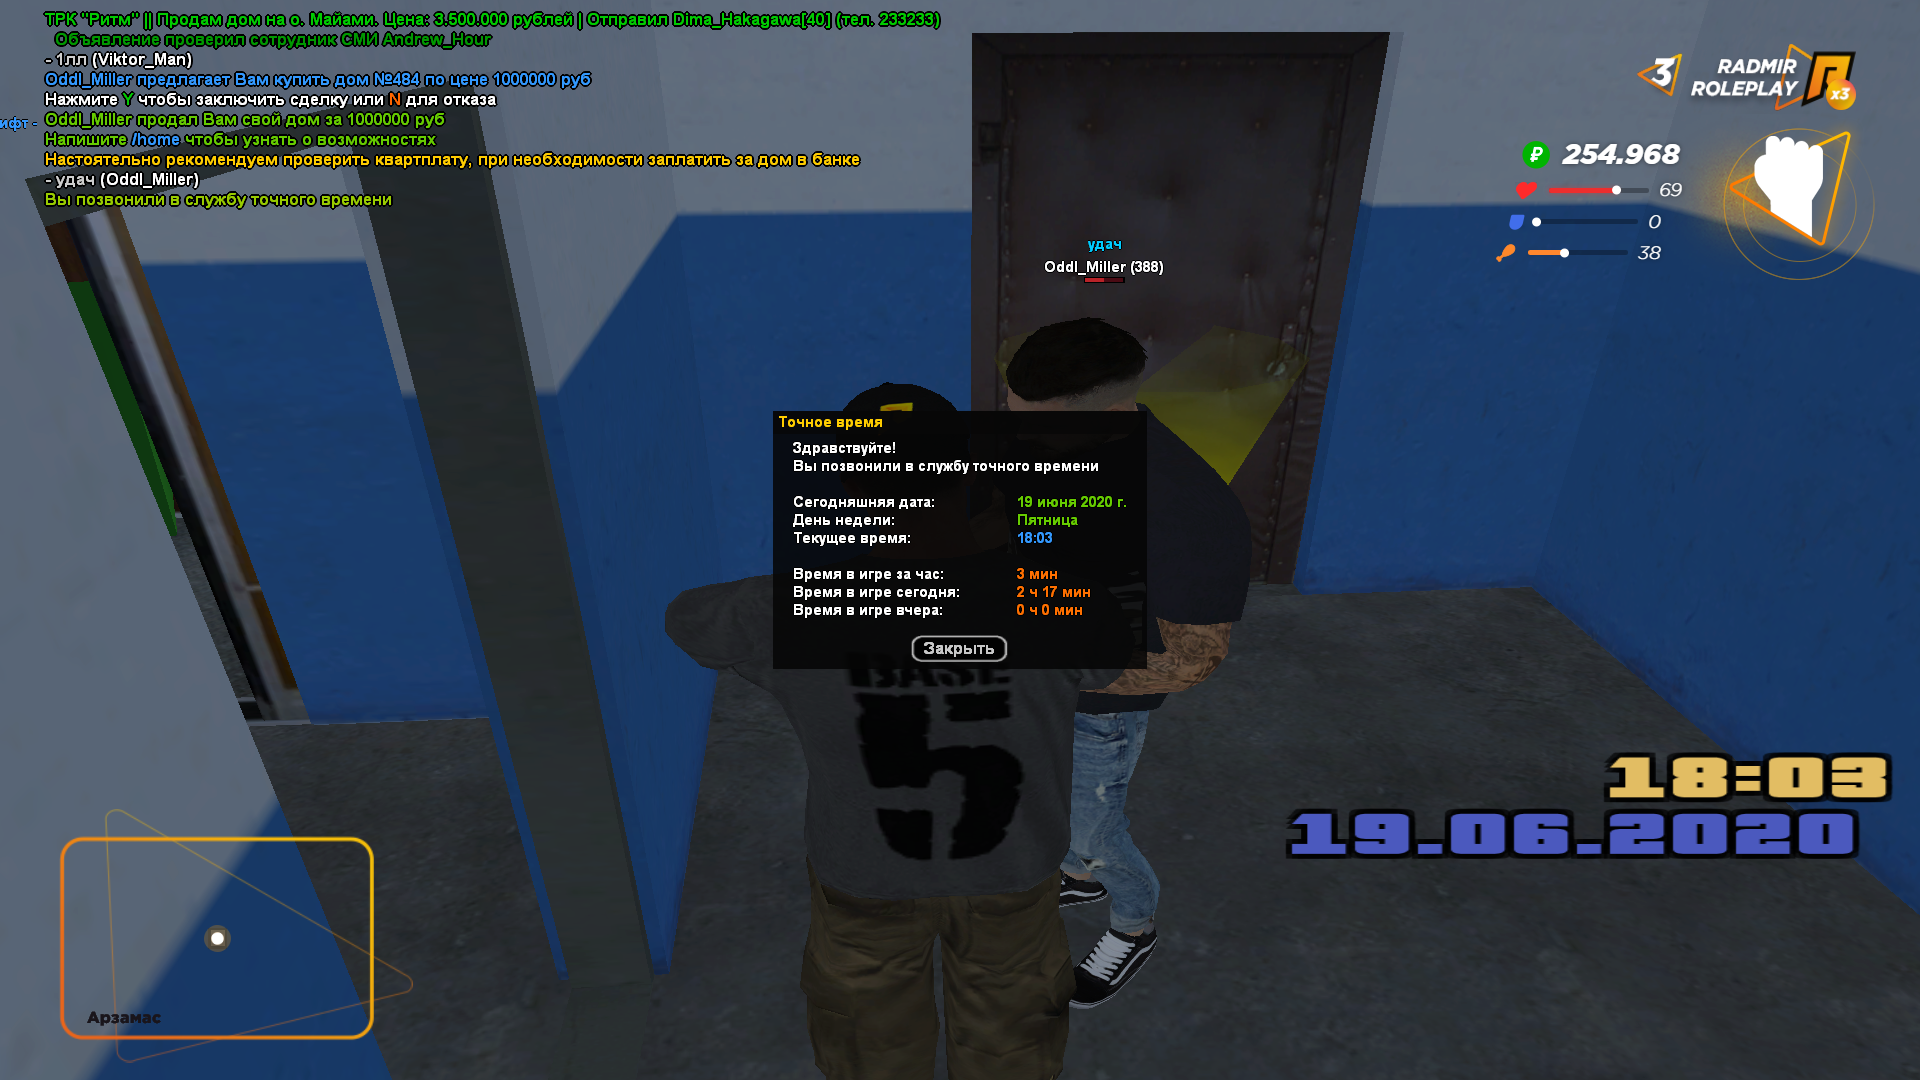 ТРК "Ритм" || Продам дом на о. Майами. Цена: 3.500.000 рублей | Отправил Dima_Hakagawa[40] (тел. 233233)
Объявление проверил сотрудник СМИ Andrew_Hour
- 1лл (Viktor_Man)
Oddl_Miller предлагает Вам купить дом №484 по цене 1000000 руб
Нажмите Y чтобы заключить сделку или N для отказа
ифт -
Oddl_Miller продал Вам свой дом за 1000000 руб
Напишите /home чтобы узнать о возможностях
Настоятельно рекомендуем проверить квартплату, при необходимости заплатить за дом в банке
- удач (Oddl_Miller)
Вы позвонили в службу точного времени
3 RADMIR
ROLEPLAY
x3
₽ 254.968
69
0
38
удач
Oddl_Miller (388)
Точное время
Здравствуйте!
Вы позвонили в службу точного времени
Сегодняшняя дата: 19 июня 2020 г.
День недели: Пятница
Текущее время: 18:03
Время в игре за час: 3 мин
Время в игре сегодня: 2 ч 17 мин
Время в игре вчера: 0 ч 0 мин
Закрыть
BASE
5
18:03
19.06.2020
Арзамас